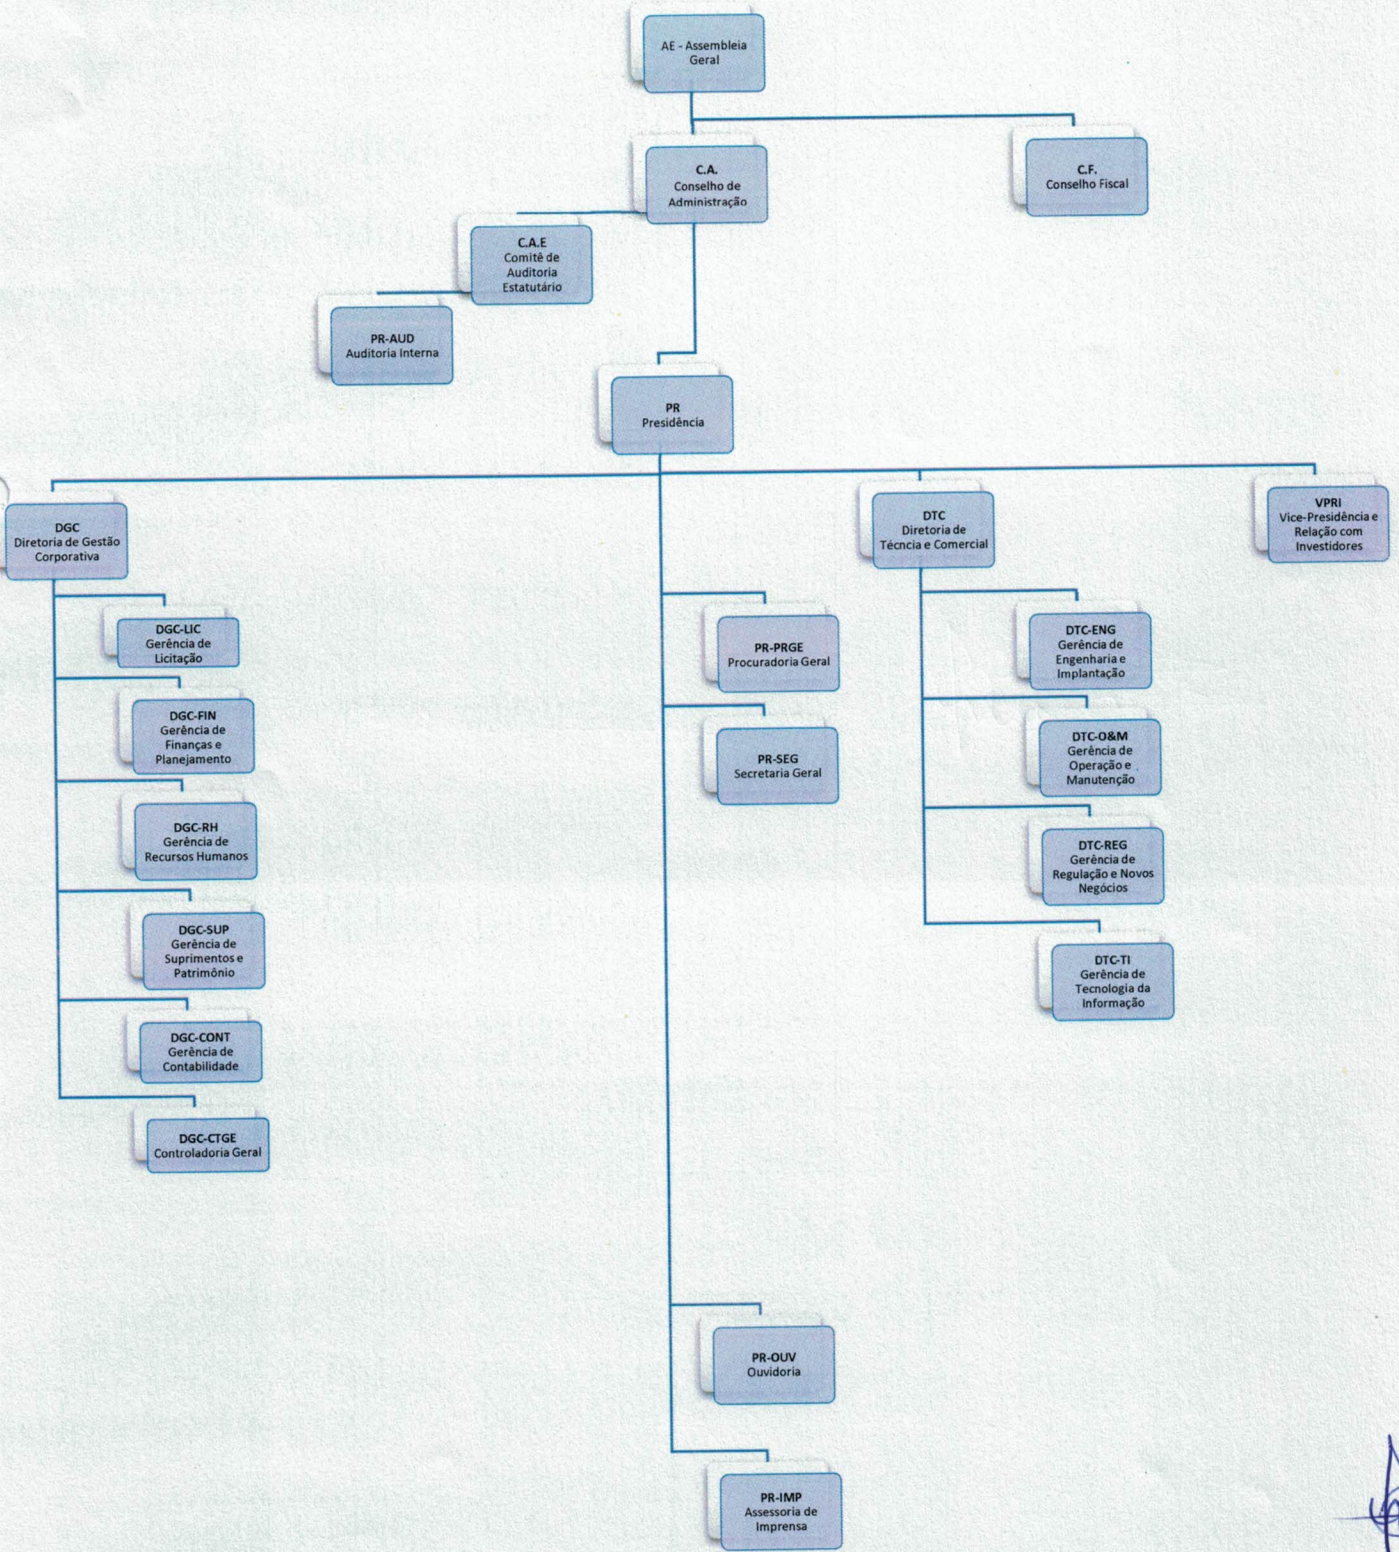 AE - Assembleia
Geral
C.A.
Conselho de
Administração
C.F.
Conselho Fiscal
C.A.E
Comitê de
Auditoria
Estatutário
PR-AUD
Auditoria Interna
PR
Presidência
DGC
Diretoria de Gestão
Corporativa
DTC
Diretoria de
Técncia e Comercial
VPRI
Vice-Presidência e
Relação com
Investidores
DGC-LIC
Gerência de
Licitação
DGC-FIN
Gerência de
Finanças e
Planejamento
DGC-RH
Gerência de
Recursos Humanos
DGC-SUP
Gerência de
Suprimentos e
Patrimônio
DGC-CONT
Gerência de
Contabilidade
DGC-CTGE
Controladoria Geral
PR-PRGE
Procuradoria Geral
PR-SEG
Secretaria Geral
DTC-ENG
Gerência de
Engenharia e
Implantação
DTC-O&M
Gerência de
Operação e
Manutenção
DTC-REG
Gerência de
Regulação e Novos
Negócios
DTC-TI
Gerência de
Tecnologia da
Informação
PR-OUV
Ouvidoria
PR-IMP
Assessoria de
Imprensa